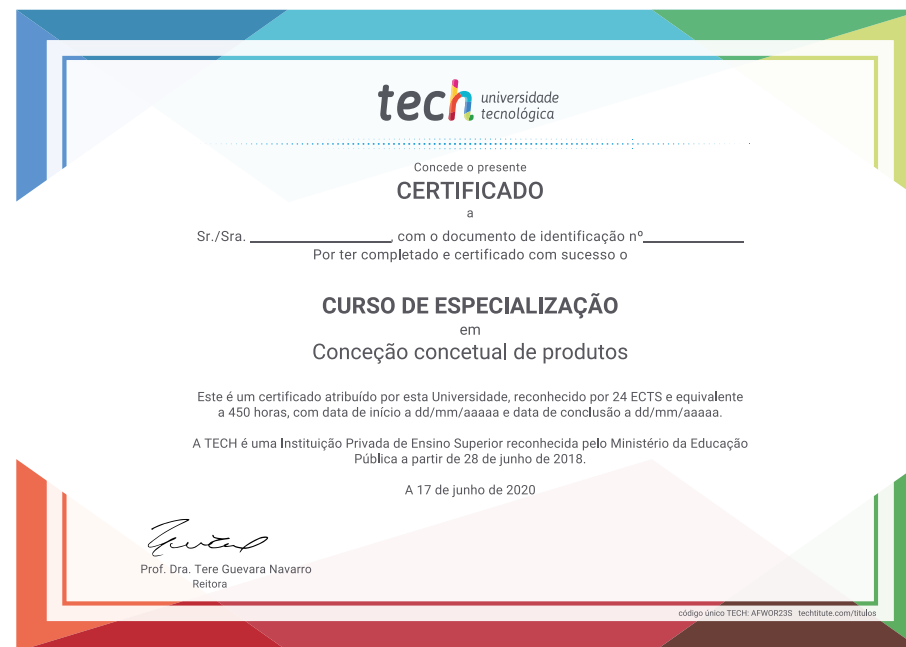 tech universidade
tecnológica
Concede o presente
CERTIFICADO
a
Sr./Sra. , com o documento de identificação nº
Por ter completado e certificado com sucesso o
CURSO DE ESPECIALIZAÇÃO
em
Conceção concetual de produtos
Este é um certificado atribuído por esta Universidade, reconhecido por 24 ECTS e equivalente
a 450 horas, com data de início a dd/mm/aaaaa e data de conclusão a dd/mm/aaaaa.
A TECH é uma Instituição Privada de Ensino Superior reconhecida pelo Ministério da Educação
Pública a partir de 28 de junho de 2018.
A 17 de junho de 2020
Prof. Dra. Tere Guevara Navarro
Reitora
código único TECH: AFWOR23S techtitute.com/titulos